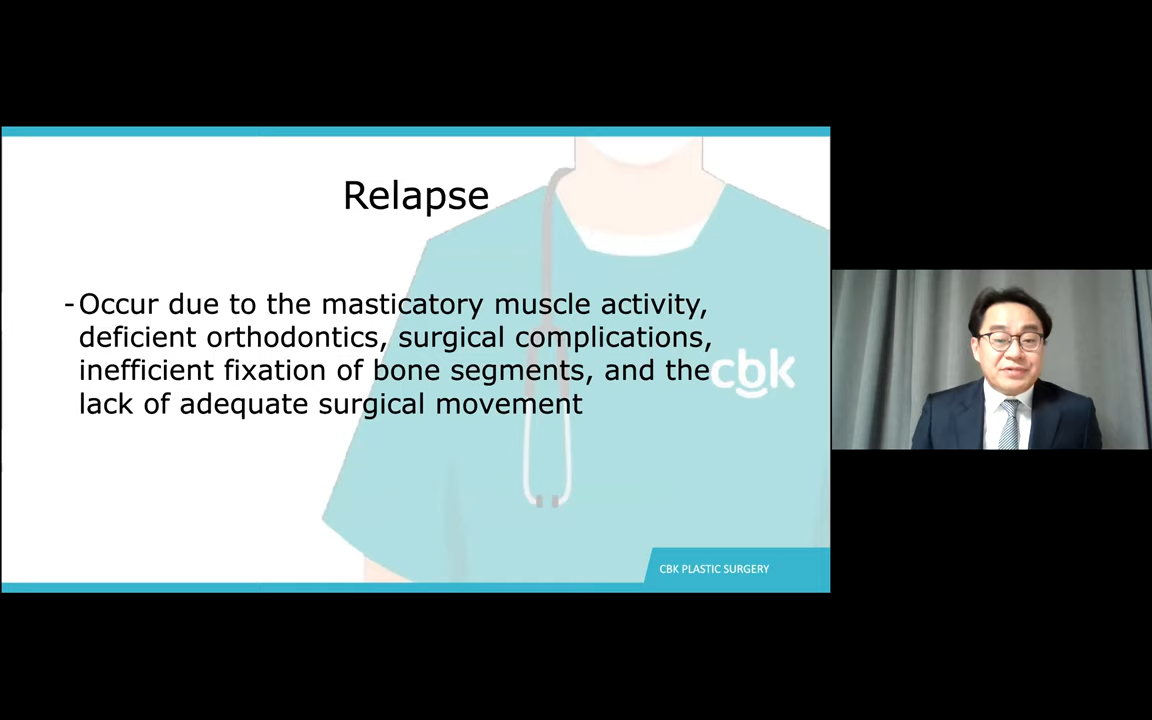 Relapse
-Occur due to the masticatory muscle activity,
deficient orthodontics, surgical complications,
inefficient fixation of bone segments, and the
lack of adequate surgical movement
cbk
CBK PLASTIC SURGERY